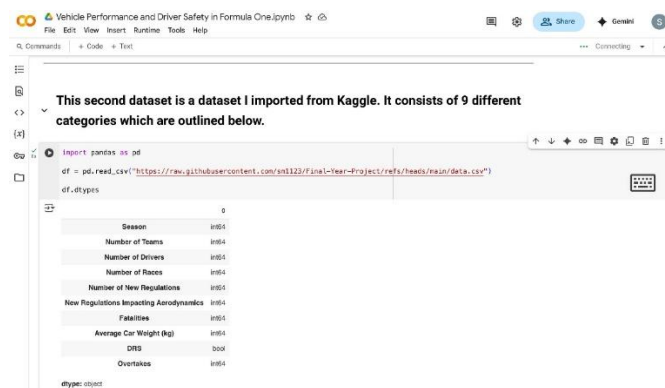 Vehicle Performance and Driver Safety in Formula One.ipynb
File Edit View Insert Runtime Tools Help
Share
Gemini
S
Commands + Code + Text
Connecting
This second dataset is a dataset I imported from Kaggle. It consists of 9 different
categories which are outlined below.
import pandas as pd
df = pd.read_csv("https://raw.githubusercontent.com/sm1123/Final-Year-Project/refs/heads/main/data.csv")
df.dtypes
0
Season int64
Number of Teams int64
Number of Drivers int64
Number of Races int64
Number of New Regulations int64
New Regulations Impacting Aerodynamics int64
Fatalities int64
Average Car Weight (kg) int64
DRS bool
Overtakes int64
dtype: object